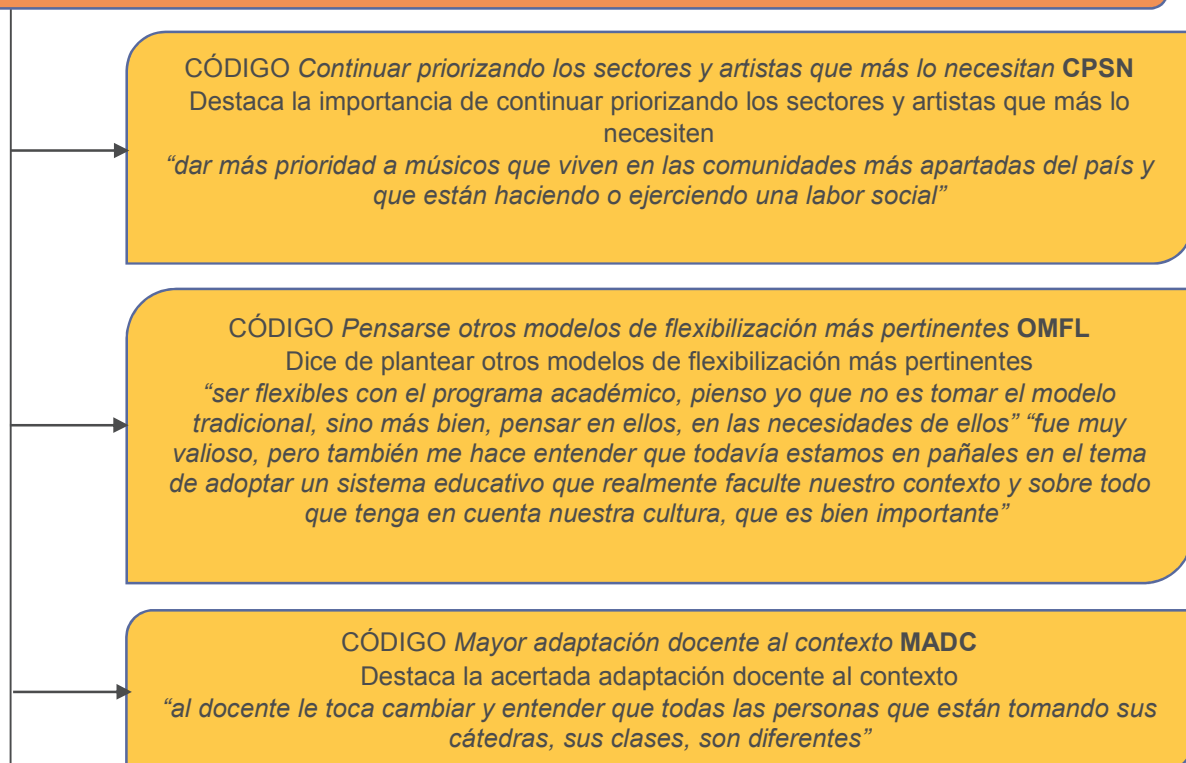 CÓDIGO Continuar priorizando los sectores y artistas que más lo necesitan CPSN
Destaca la importancia de continuar priorizando los sectores y artistas que más lo
necesiten
“dar más prioridad a músicos que viven en las comunidades más apartadas del país y
que están haciendo o ejerciendo una labor social”
CÓDIGO Pensarse otros modelos de flexibilización más pertinentes OMFL
Dice de plantear otros modelos de flexibilización más pertinentes
“ser flexibles con el programa académico, pienso yo que no es tomar el modelo
tradicional, sino más bien, pensar en ellos, en las necesidades de ellos” “fue muy
valioso, pero también me hace entender que todavía estamos en pañales en el tema
de adoptar un sistema educativo que realmente faculte nuestro contexto y sobre todo
que tenga en cuenta nuestra cultura, que es bien importante”
CÓDIGO Mayor adaptación docente al contexto MADC
Destaca la acertada adaptación docente al contexto
“al docente le toca cambiar y entender que todas las personas que están tomando sus
cátedras, sus clases, son diferentes”